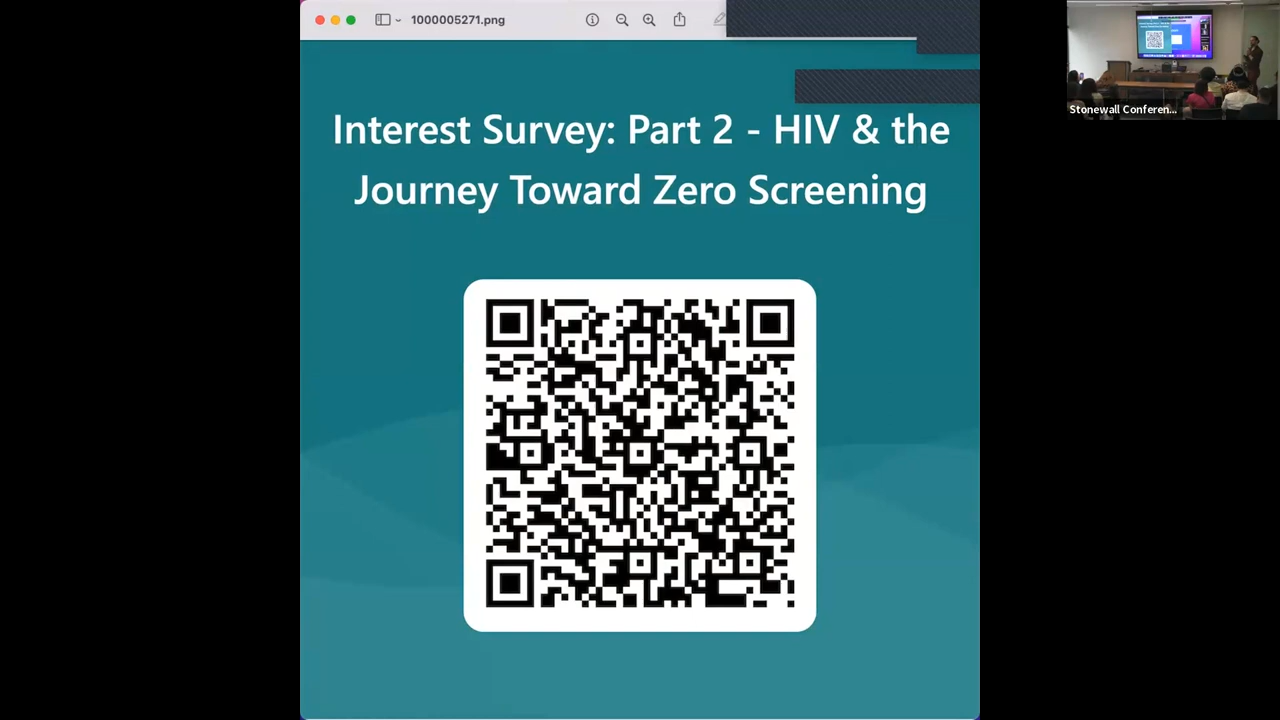 1000005271.png
Interest Survey: Part 2 - HIV & the
Journey Toward Zero Screening
Stonewall Conferen...